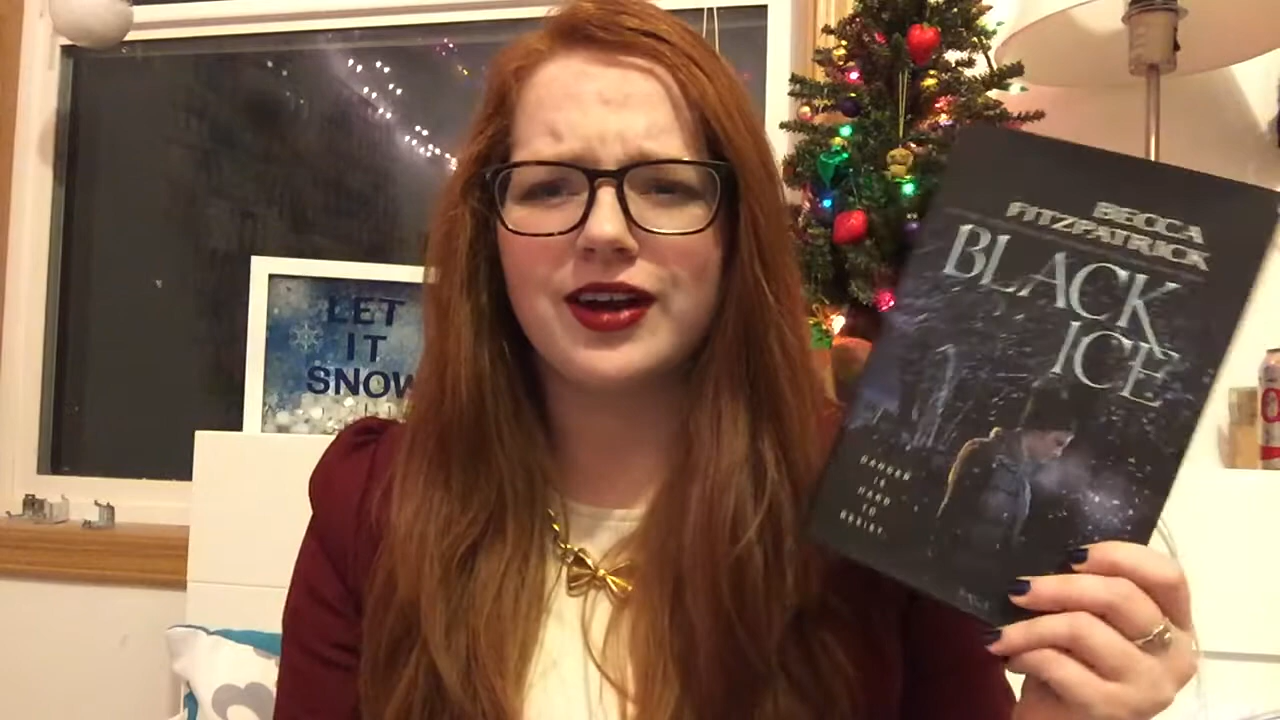 LET
IT
SNOW
BECCA
FITZPATRICK
BLACK
ICE
DANGER
IS
HARD
TO
RESIST